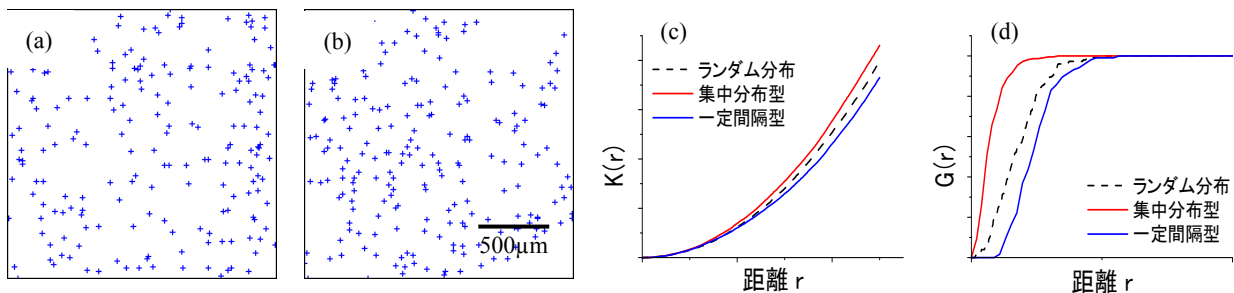 (a)
(b)
500μm
(c)
K(r)
ランダム分布
集中分布型
一定間隔型
距離 r
(d)
G(r)
ランダム分布
集中分布型
一定間隔型
距離 r